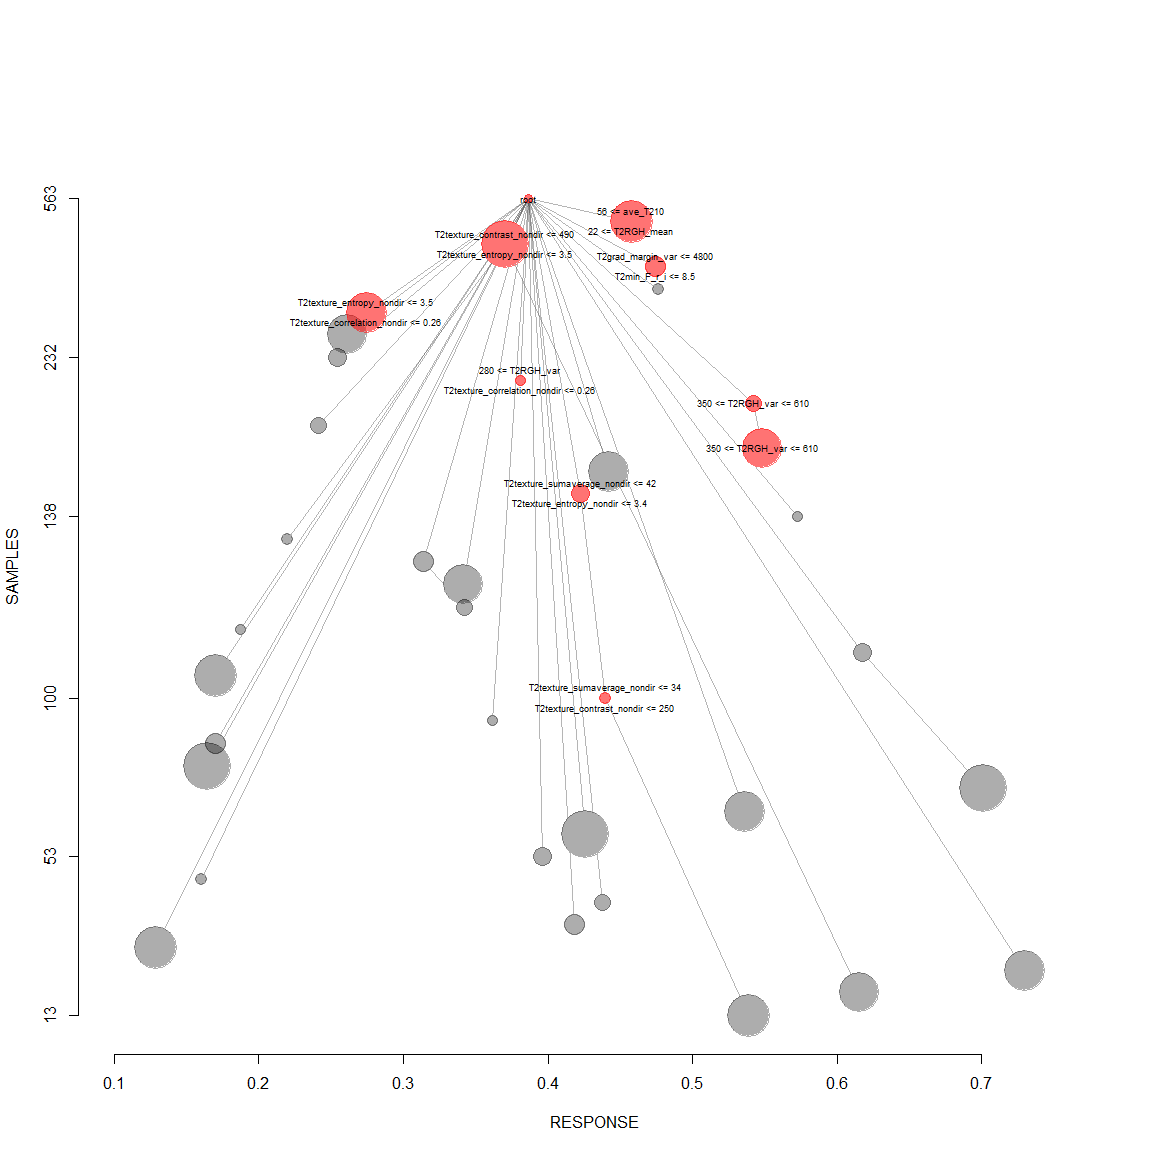 563
root
56 <= ave_T210
22 <= T2RGH_mean
T2texture_contrast_nondir <= 490
T2texture_entropy_nondir <= 3.5
T2grad_margin_var <= 4800
T2min_F_r_i <= 8.5
T2texture_entropy_nondir <= 3.5
T2texture_correlation_nondir <= 0.26
232
280 <= T2RGH_var
T2texture_correlation_nondir <= 0.26
350 <= T2RGH_var <= 610
350 <= T2RGH_var <= 610
T2texture_sumaverage_nondir <= 42
T2texture_entropy_nondir <= 3.4
138
SAMPLES
T2texture_sumaverage_nondir <= 34
100
T2texture_contrast_nondir <= 250
53
13
0.1 0.2 0.3 0.4 0.5 0.6 0.7
RESPONSE